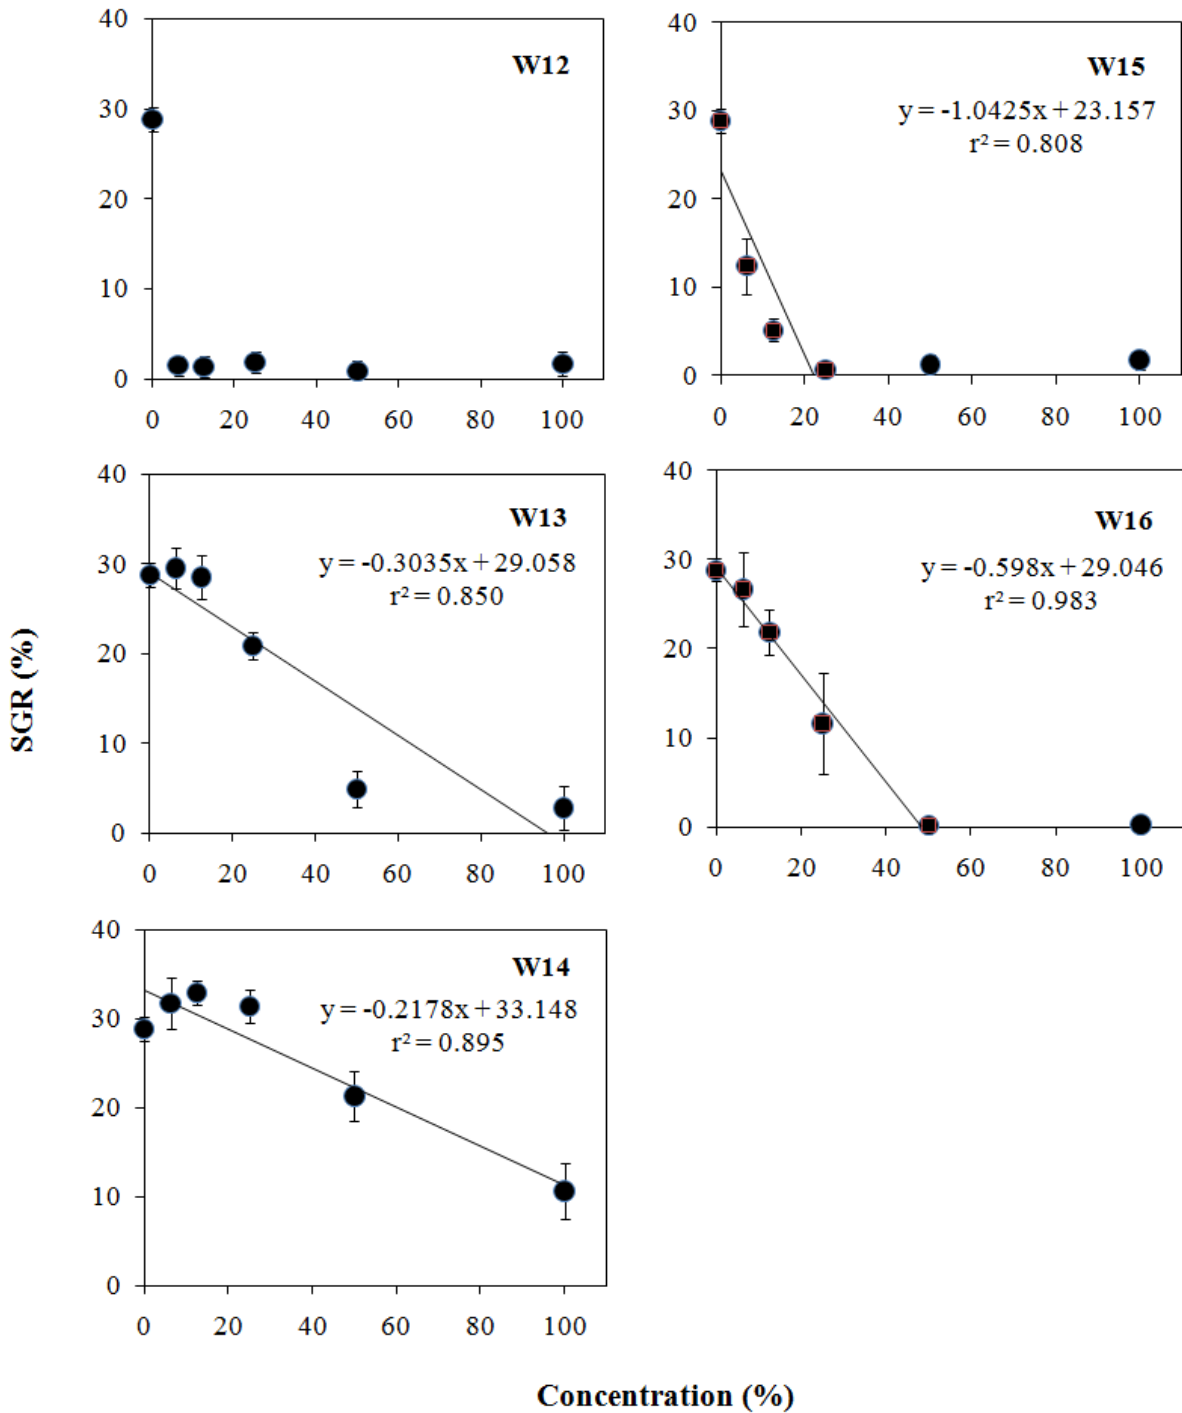 40
30
20
10
0
0 20 40 60 80 100
W12
40
30
20
10
0
0 20 40 60 80 100
W15
y = -1.0425x + 23.157
r² = 0.808
40
30
20
10
0
0 20 40 60 80 100
W13
y = -0.3035x + 29.058
r² = 0.850
40
30
20
10
0
0 20 40 60 80 100
W16
y = -0.598x + 29.046
r² = 0.983
SGR (%)
40
30
20
10
0
0 20 40 60 80 100
W14
y = -0.2178x + 33.148
r² = 0.895
Concentration (%)